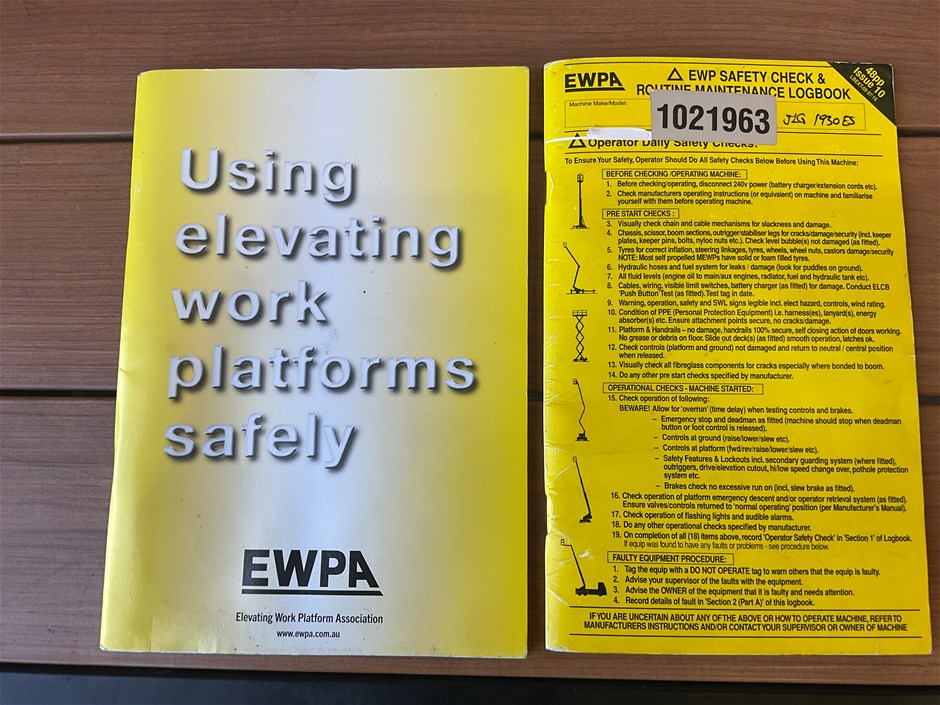 Using
elevating
work
platforms
safely
EWPA
Elevating Work Platform Association
www.ewpa.com.au
EWPA
EWP SAFETY CHECK &
ROUTINE MAINTENANCE LOGBOOK
48pp
Issue 10
Machine Make/Model:
1021963
JLG 1930ES
Operator Daily Safety Checks:
To Ensure Your Safety, Operator Should Do All Safety Checks Below Before Using This Machine:
BEFORE CHECKING /OPERATING MACHINE:
1. Before checking/operating, disconnect 240v power (battery charger/extension cords etc).
2. Check manufacturers operating instructions (or equivalent) on machine and familiarise
yourself with them before operating machine.
PRE START CHECKS :
3. Visually check chain and cable mechanisms for slackness and damage.
4. Chassis, scissor, boom sections, outrigger/stabiliser legs for cracks/damage/security (incl. keeper
plates, keeper pins, bolts, nyloc nuts etc.). Check level bubble(s) not damaged (as fitted).
5. Tyres for correct inflation, steering linkages, tyres, wheels, wheel nuts, castors damage/security
NOTE: Most self propelled MEWPs have solid or foam filled tyres.
6. Hydraulic hoses and fuel system for leaks / damage (look for puddles on ground).
7. All fluid levels (engine oil to main/aux engines, radiator, fuel and hydraulic tank etc).
8. Cables, wiring, visible limit switches, battery charger (as fitted) for damage. Conduct ELCB
'Push Button' Test (as fitted). Test tag in date.
9. Warning, operation, safety and SWL signs legible incl. elect hazard, controls, wind rating.
10. Condition of PPE (Personal Protection Equipment) i.e. harness(es), lanyard(s), energy
absorber(s) etc. Ensure attachment points secure, no cracks/damage.
11. Platform & Handrails – no damage, handrails 100% secure, self closing action of doors working.
No grease or debris on floor. Slide out deck(s) (as fitted) smooth operation, latches ok.
12. Check controls (platform and ground) not damaged and return to neutral / central position
when released.
13. Visually check all fibreglass components for cracks especially where bonded to boom.
14. Do any other pre start checks specified by manufacturer.
OPERATIONAL CHECKS - MACHINE STARTED:
15. Check operation of following:
BEWARE! Allow for 'overrun' (time delay) when testing controls and brakes.
– Emergency stop and deadman as fitted (machine should stop when deadman
button or foot control is released).
– Controls at ground (raise/lower/slew etc).
– Controls at platform (fwd/rev/raise/lower/slew etc).
– Safety Features & Lockouts incl. secondary guarding system (where fitted),
outriggers, drive/elevation cutout, hi/low speed change over, pothole protection
system etc.
– Brakes check no excessive run on (incl, slew brake as fitted).
16. Check operation of platform emergency descent and/or operator retrieval system (as fitted).
Ensure valves/controls returned to 'normal operating' position (per Manufacturer's Manual).
17. Check operation of flashing lights and audible alarms.
18. Do any other operational checks specified by manufacturer.
19. On completion of all (18) items above, record 'Operator Safety Check' in 'Section 1' of Logbook.
If equip was found to have any faults or problems - see procedure below.
FAULTY EQUIPMENT PROCEDURE:
1. Tag the equip with a DO NOT OPERATE tag to warn others that the equip is faulty.
2. Advise your supervisor of the faults with the equipment.
3. Advise the OWNER of the equipment that it is faulty and needs attention.
4. Record details of fault in 'Section 2 (Part A)' of this logbook.
IF YOU ARE UNCERTAIN ABOUT ANY OF THE ABOVE OR HOW TO OPERATE MACHINE, REFER TO
MANUFACTURERS INSTRUCTIONS AND/OR CONTACT YOUR SUPERVISOR OR OWNER OF MACHINE